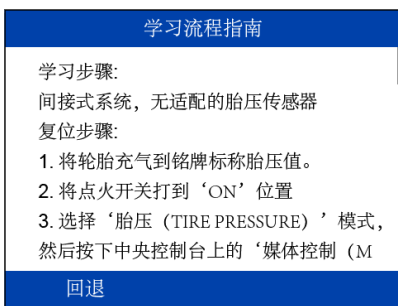 学习流程指南
学习步骤:
间接式系统，无适配的胎压传感器
复位步骤:
1. 将轮胎充气到铭牌标称胎压值。
2. 将点火开关打到‘ON’位置
3. 选择‘胎压（TIRE PRESSURE）’模式，
然后按下中央控制台上的‘媒体控制（M
回退